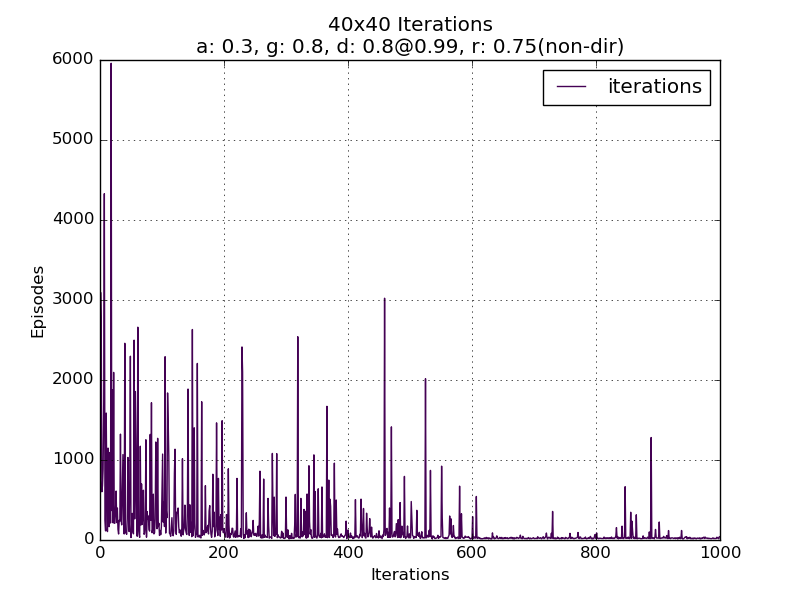 40x40 Iterations
a: 0.3, g: 0.8, d: 0.8@0.99, r: 0.75(non-dir)
6000
iterations
5000
4000
3000
2000
1000
0
Episodes
0 200 400 600 800 1000
Iterations